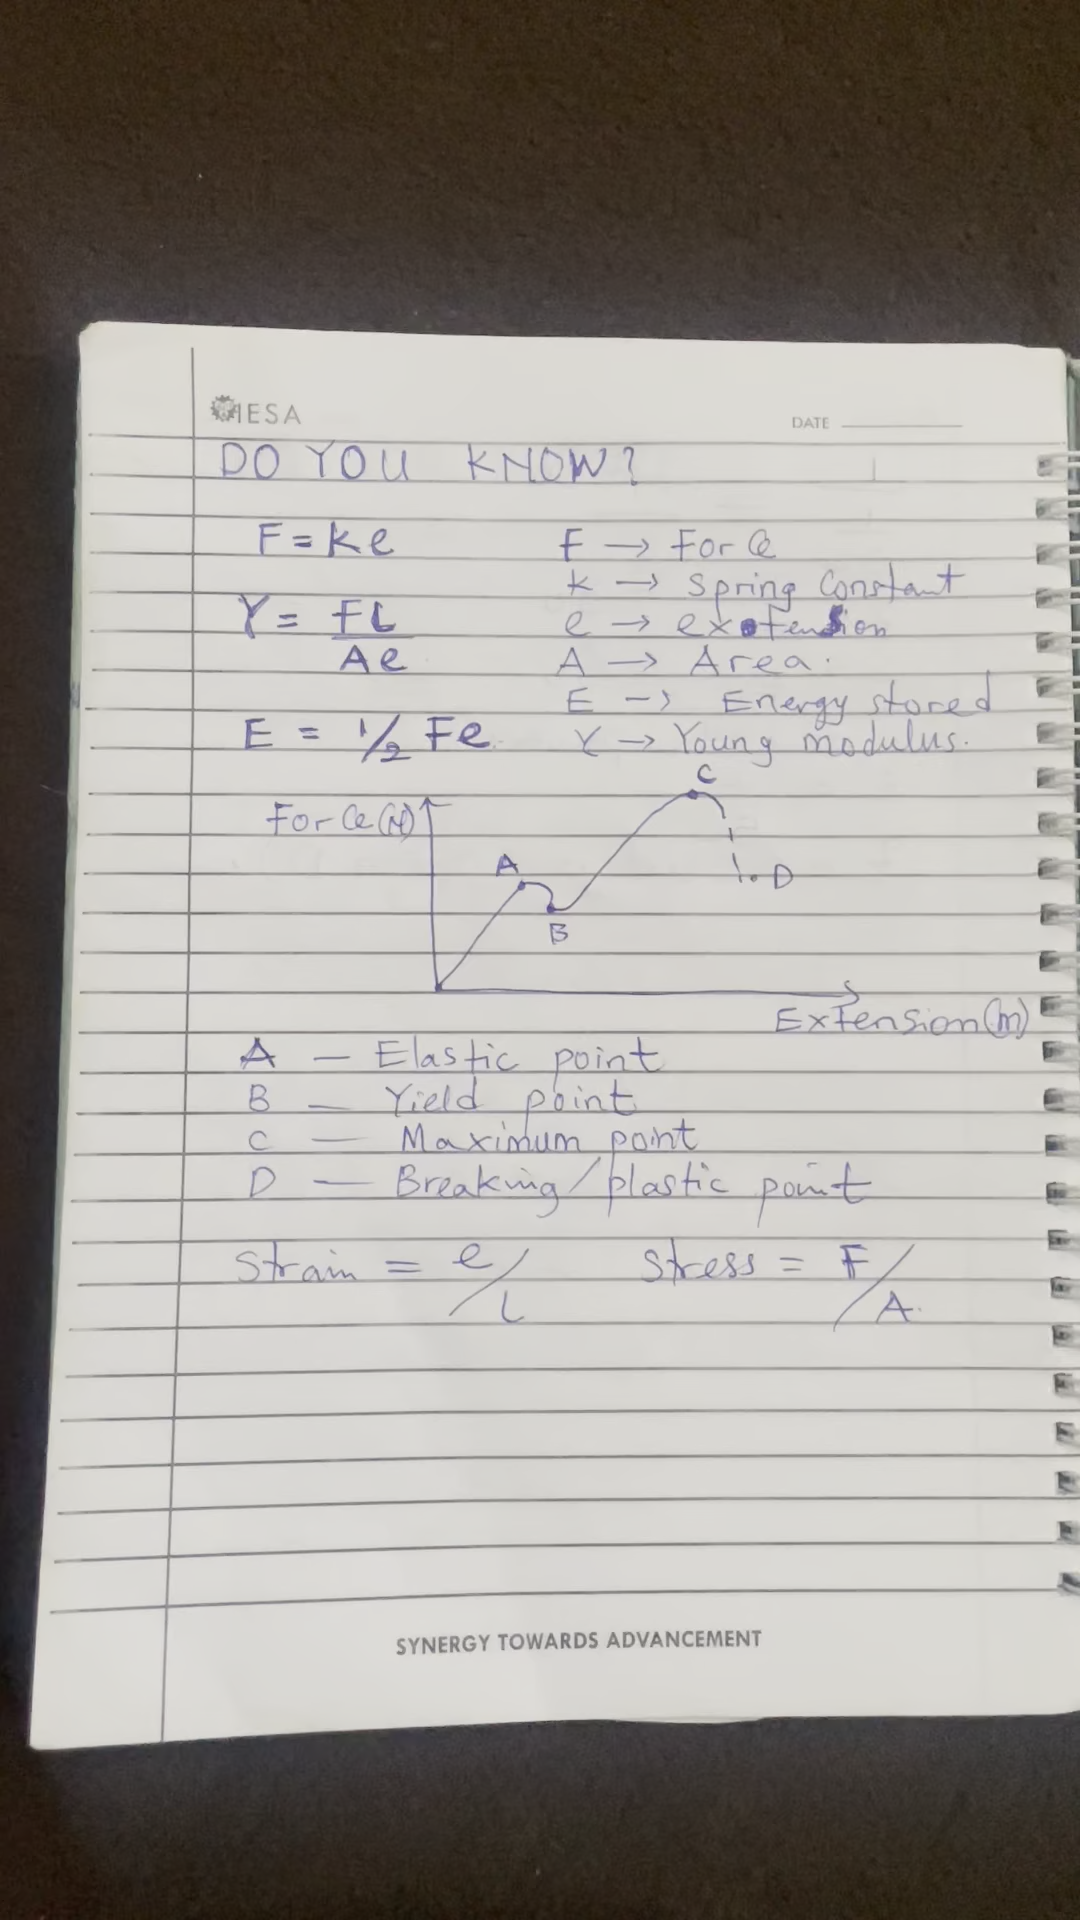 IESA
DATE
DO YOU KNOW?
F = ke F → Force
k → Spring Constant
Y = FL/Ae e → extension
A → Area.
E → Energy stored
E = 1/2 Fe. Y → Young modulus.
C
Force (N)
A
D
B
Extension (m)
A — Elastic point
B — Yield point
C — Maximum point
D — Breaking/plastic point
Strain = e/L Stress = F/A.
SYNERGY TOWARDS ADVANCEMENT